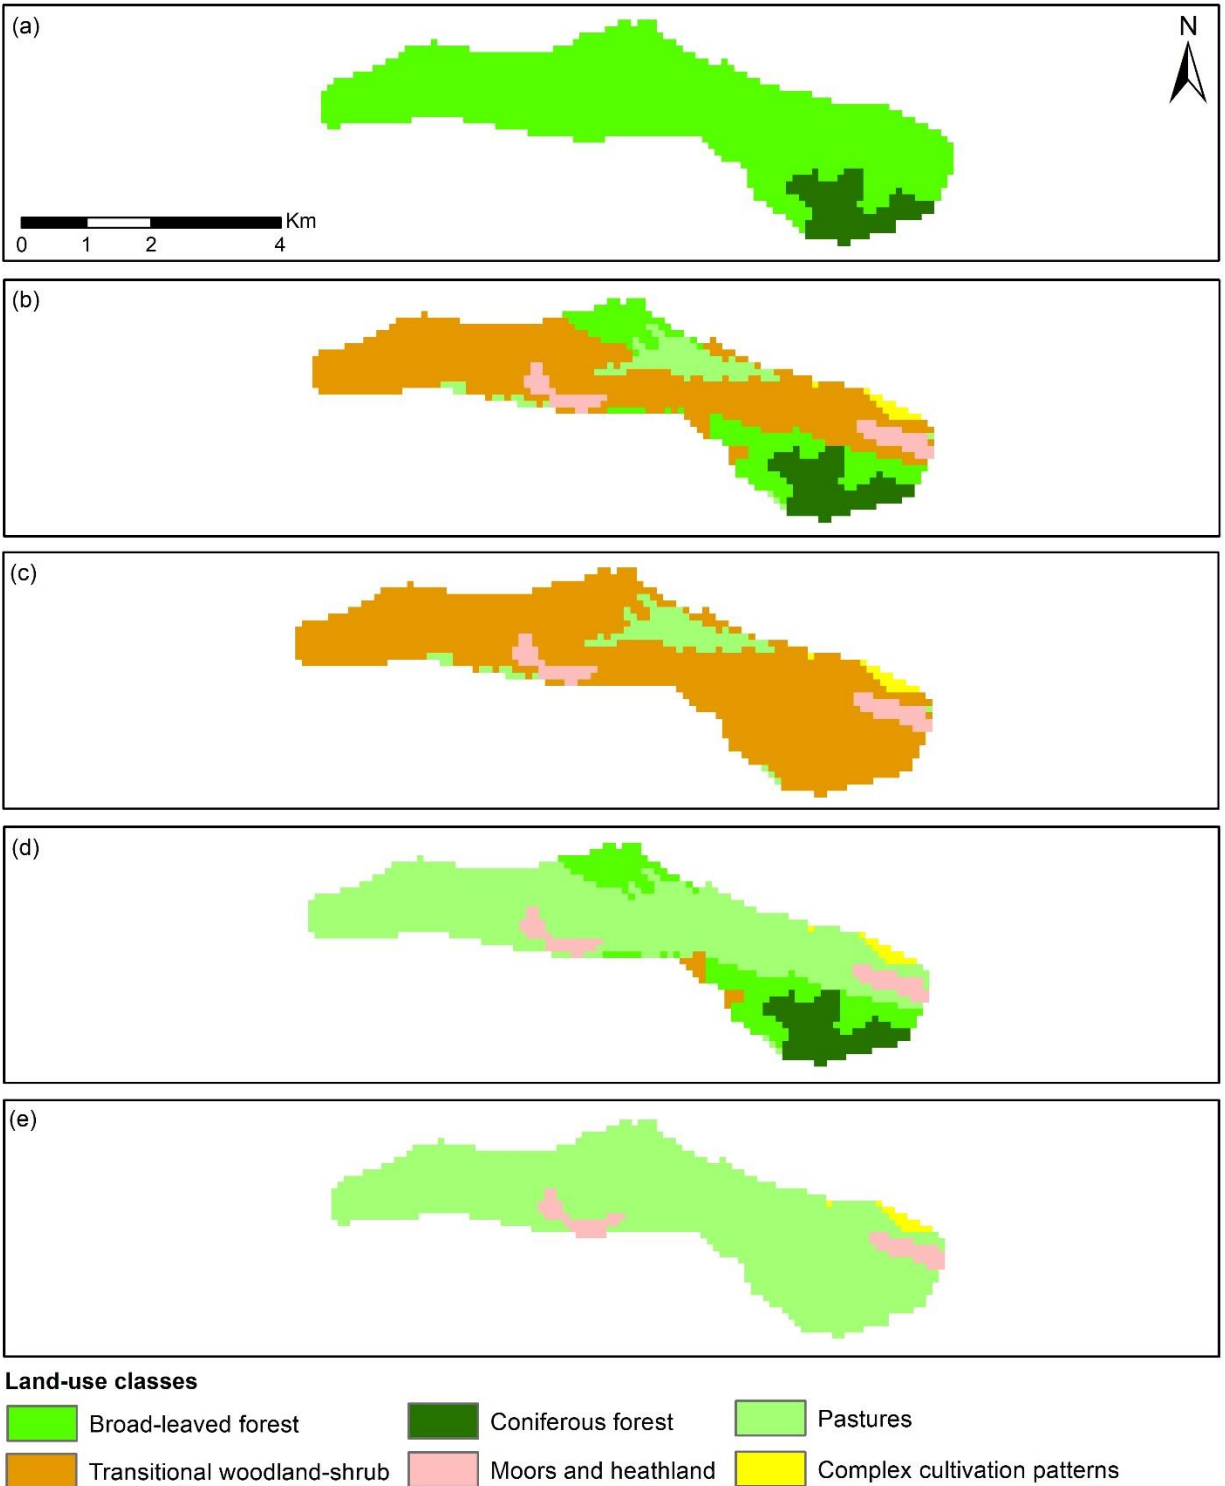 (a)
N
Km
0 1 2 4
(b)
(c)
(d)
(e)
Land-use classes
Broad-leaved forest Coniferous forest Pastures
Transitional woodland-shrub Moors and heathland Complex cultivation patterns